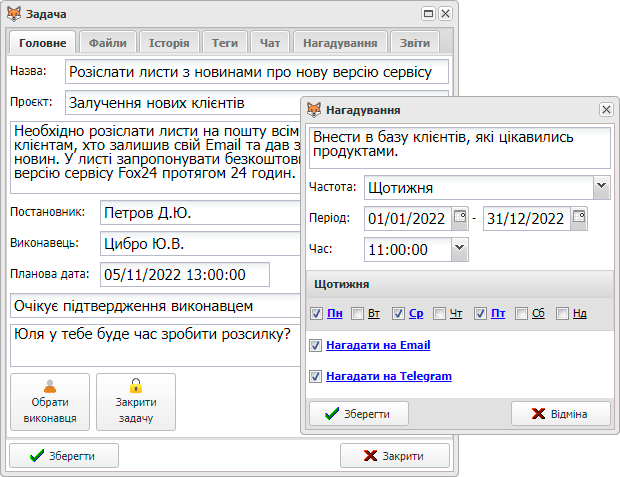 Задача
Головне Файли Історія Теги Чат Нагадування Звіти
Назва: Розіслати листи з новинами про нову версію сервісу
Проєкт: Залучення нових клієнтів
Необхідно розіслати листи на пошту всім
клієнтам, хто залишив свій Email та дав з
новин. У листі запропонувати безкоштовн
версію сервісу Fox24 протягом 24 годин.
Постановник: Петров Д.Ю.
Виконавець: Цибро Ю.В.
Планова дата: 05/11/2022 13:00:00
Очікує підтвердження виконавцем
Юля у тебе буде час зробити розсилку?
Обрати
виконавця
Закрити
задачу
Зберегти Закрити
Нагадування
Внести в базу клієнтів, які цікавились
продуктами.
Частота: Щотижня
Період: 01/01/2022 - 31/12/2022
Час: 11:00:00
Щотижня
Пн Вт Ср Чт Пт Сб Нд
Нагадати на Email
Нагадати на Telegram
Зберегти Відміна